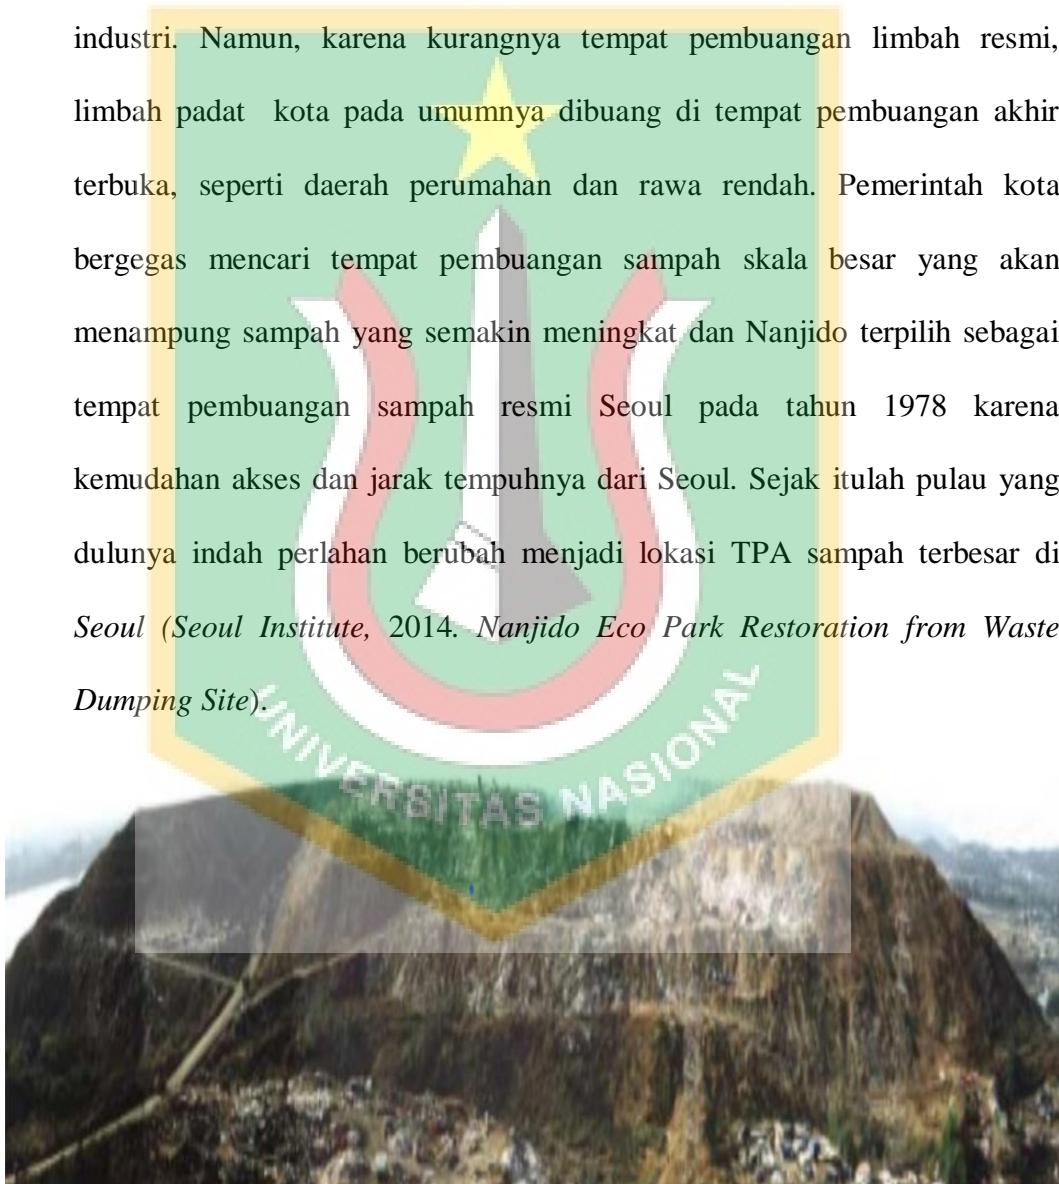 industri. Namun, karena kurangnya tempat pembuangan limbah resmi,
limbah padat kota pada umumnya dibuang di tempat pembuangan akhir
terbuka, seperti daerah perumahan dan rawa rendah. Pemerintah kota
bergegas mencari tempat pembuangan sampah skala besar yang akan
menampung sampah yang semakin meningkat dan Nanjido terpilih sebagai
tempat pembuangan sampah resmi Seoul pada tahun 1978 karena
kemudahan akses dan jarak tempuhnya dari Seoul. Sejak itulah pulau yang
dulunya indah perlahan berubah menjadi lokasi TPA sampah terbesar di
Seoul (Seoul Institute, 2014. Nanjido Eco Park Restoration from Waste
Dumping Site).
UNIVERSITAS NASIONAL